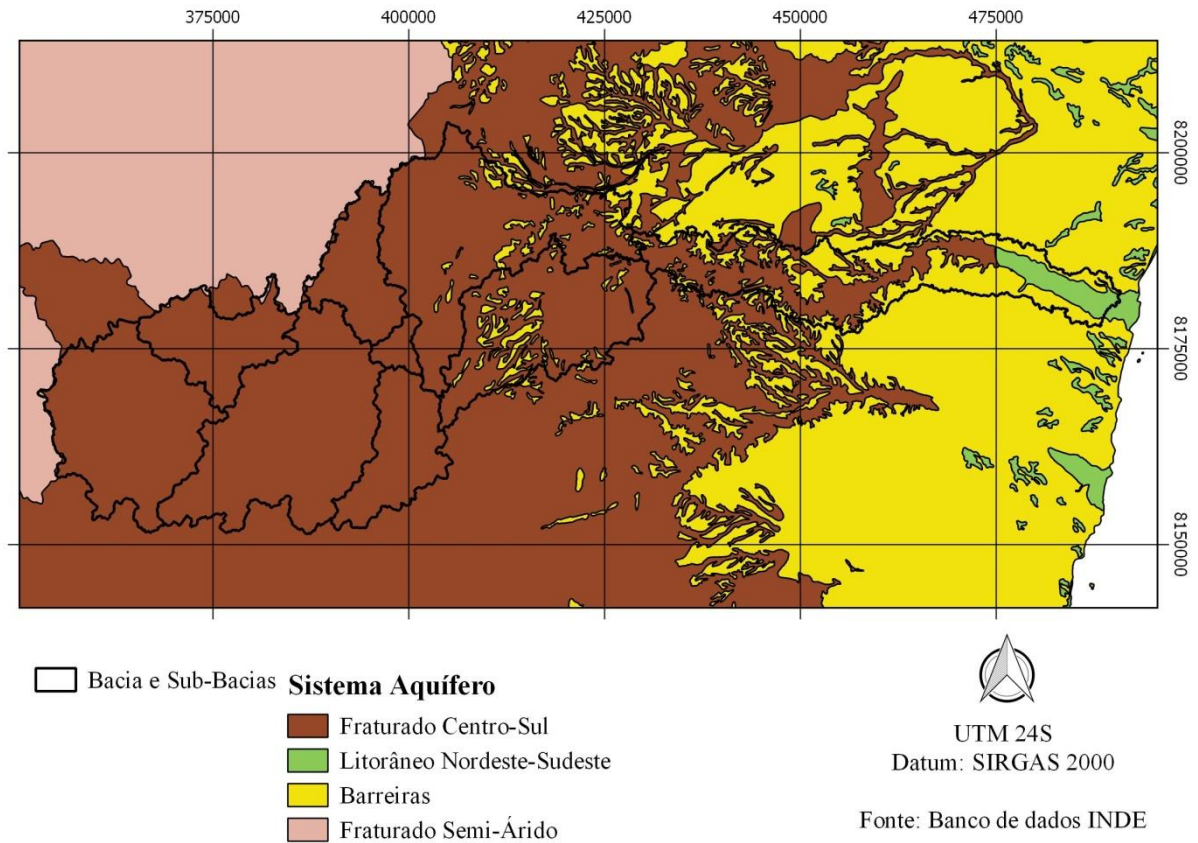 375000 400000 425000 450000 475000
8200000
8175000
8150000
Bacia e Sub-Bacias
Sistema Aquífero
Fraturado Centro-Sul
Litorâneo Nordeste-Sudeste
Barreiras
Fraturado Semi-Árido
UTM 24S
Datum: SIRGAS 2000
Fonte: Banco de dados INDE